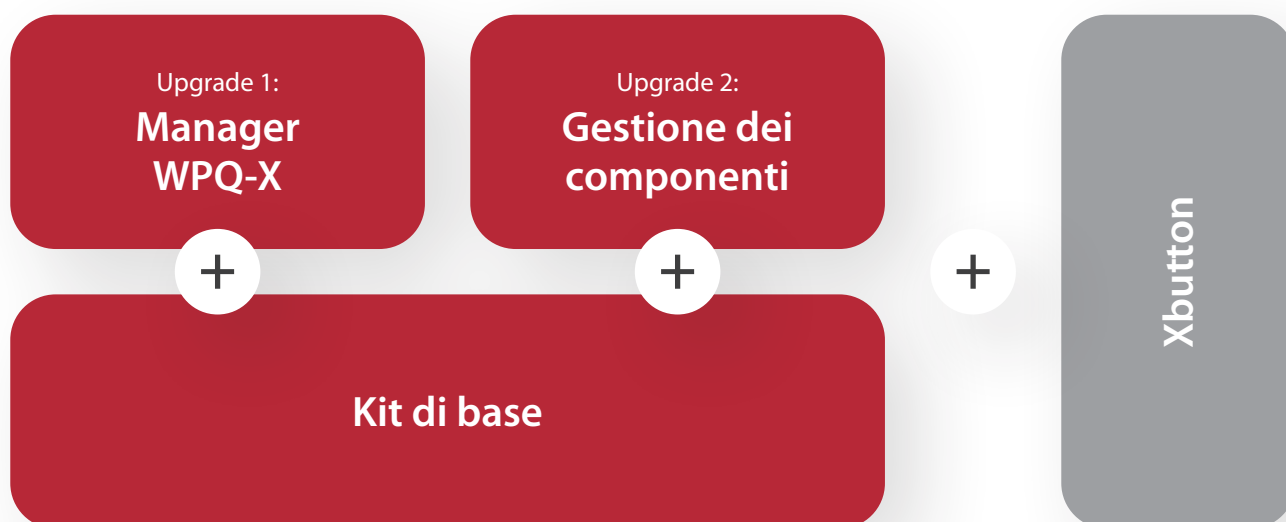 Upgrade 1:
Manager
WPQ-X
+
Upgrade 2:
Gestione dei
componenti
+
Kit di base
+
Xbutton